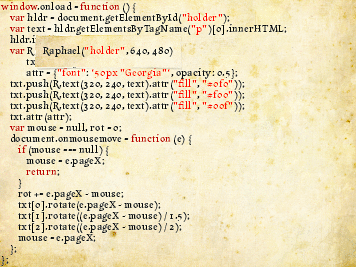 window.onload = function () {
var hldr = document.getElementById("holder");
var text = hldr.getElementsByTagName("p")[0].innerHTML;
hldr.i
var R Raphael("holder", 640, 480)
tx
attr = {"font": '50px "Georgia"', opacity: 0.5};
txt.push(R.text(320, 240, text).attr("fill", "#0f0"));
txt.push(R.text(320, 240, text).attr("fill", "#f00"));
txt.push(R.text(320, 240, text).attr("fill", "#00f"));
txt.attr(attr);
var mouse = null, rot = 0;
document.onmousemove = function (e) {
if (mouse === null) {
mouse = e.pageX;
return;
}
rot += e.pageX - mouse;
txt[0].rotate(e.pageX - mouse);
txt[1].rotate((e.pageX - mouse) / 1.5);
txt[2].rotate((e.pageX - mouse) / 2);
mouse = e.pageX;
};
};